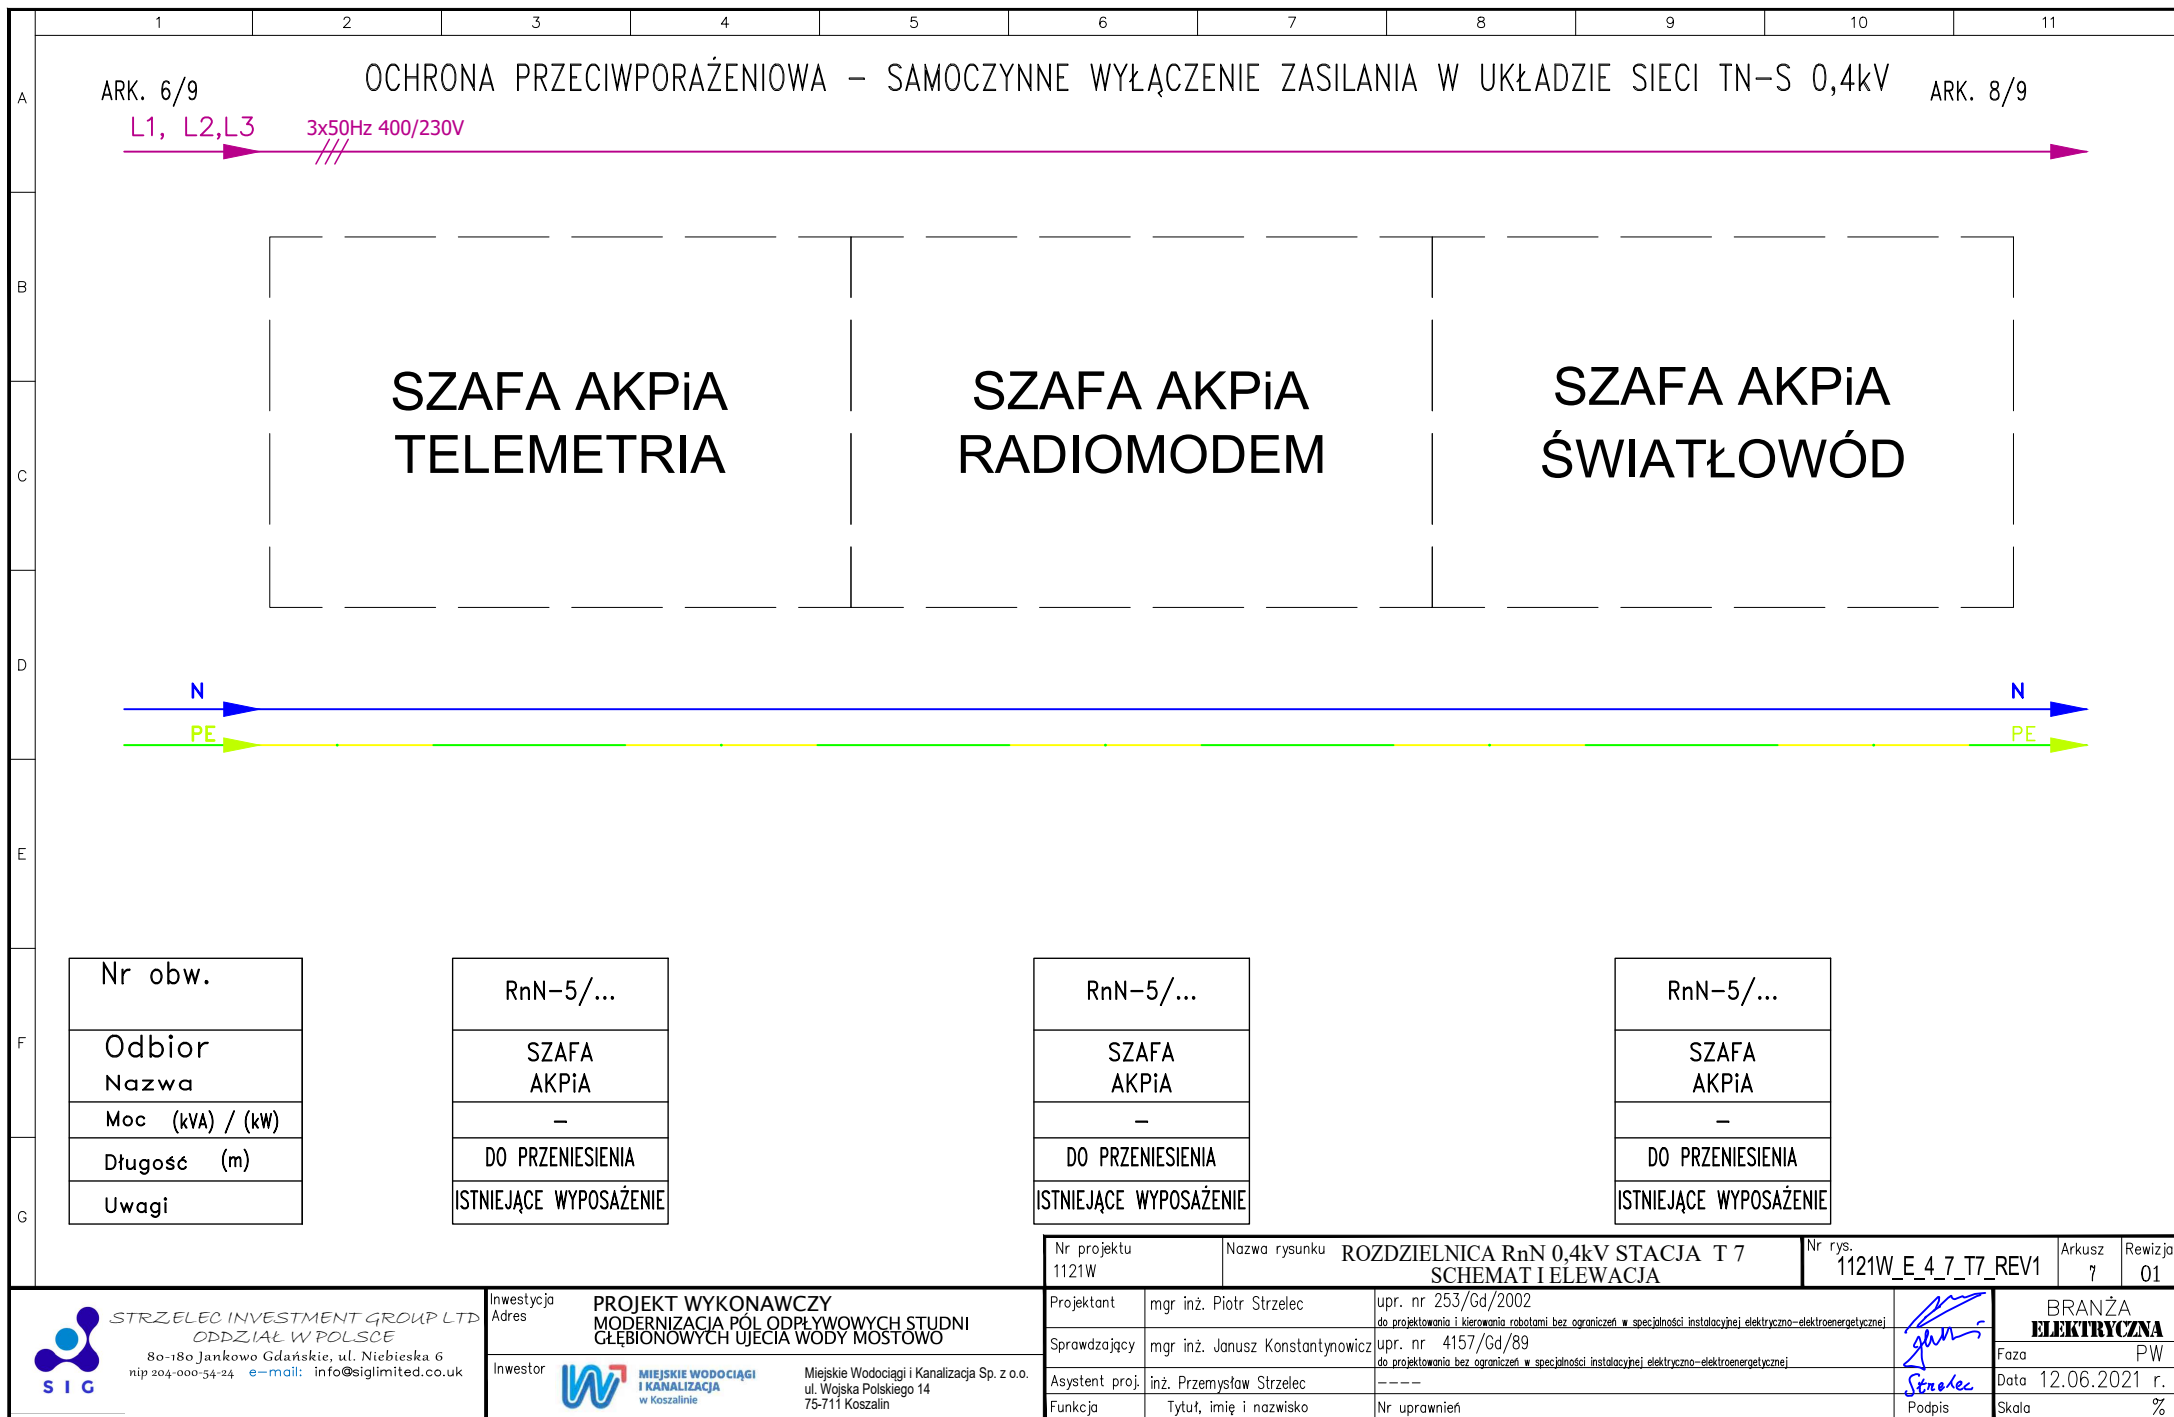 1 2 3 4 5 6 7 8 9 10 11
A
B
C
D
E
F
G
ARK. 6/9
OCHRONA PRZECIWPORAŻENIOWA – SAMOCZYNNE WYŁĄCZENIE ZASILANIA W UKŁADZIE SIECI TN-S 0,4kV
ARK. 8/9
L1, L2,L3
3x50Hz 400/230V
SZAFA AKPiA
TELEMETRIA
SZAFA AKPiA
RADIOMODEM
SZAFA AKPiA
ŚWIATŁOWÓD
N
N
PE
PE
Nr obw.
Odbior
Nazwa
Moc (kVA) / (kW)
Długość (m)
Uwagi
RnN-5/...
SZAFA
AKPiA
–
DO PRZENIESIENIA
ISTNIEJĄCE WYPOSAŻENIE
RnN-5/...
SZAFA
AKPiA
–
DO PRZENIESIENIA
ISTNIEJĄCE WYPOSAŻENIE
RnN-5/...
SZAFA
AKPiA
–
DO PRZENIESIENIA
ISTNIEJĄCE WYPOSAŻENIE
Nr projektu
1121W
Nazwa rysunku
ROZDZIELNICA RnN 0,4kV STACJA T 7
SCHEMAT I ELEWACJA
Nr rys.
1121W_E_4_7_T7_REV1
Arkusz
7
Rewizja
01
SIG
STRZELEC INVESTMENT GROUP LTD
ODDZIAŁ W POLSCE
80-180 Jankowo Gdańskie, ul. Niebieska 6
nip 204-000-54-24 e-mail: info@siglimited.co.uk
Inwestycja
Adres
PROJEKT WYKONAWCZY
MODERNIZACJA PÓL ODPŁYWOWYCH STUDNI
GŁĘBIONOWYCH UJECIA WODY MOSTOWO
Inwestor
MIEJSKIE WODOCIĄGI
I KANALIZACJA
w Koszalinie
Miejskie Wodociągi i Kanalizacja Sp. z o.o.
ul. Wojska Polskiego 14
75-711 Koszalin
Projektant
mgr inż. Piotr Strzelec
upr. nr 253/Gd/2002
do projektowania i kierowania robotami bez ograniczeń w specjalności instalacyjnej elektryczno-elektroenergetycznej
Sprawdzający
mgr inż. Janusz Konstantynowicz
upr. nr 4157/Gd/89
do projektowania bez ograniczeń w specjalności instalacyjnej elektryczno-elektroenergetycznej
Asystent proj.
inż. Przemysław Strzelec
----
Funkcja
Tytuł, imię i nazwisko
Nr uprawnień
Podpis
BRANŻA
ELEKTRYCZNA
Faza PW
Data 12.06.2021 r.
Skala %